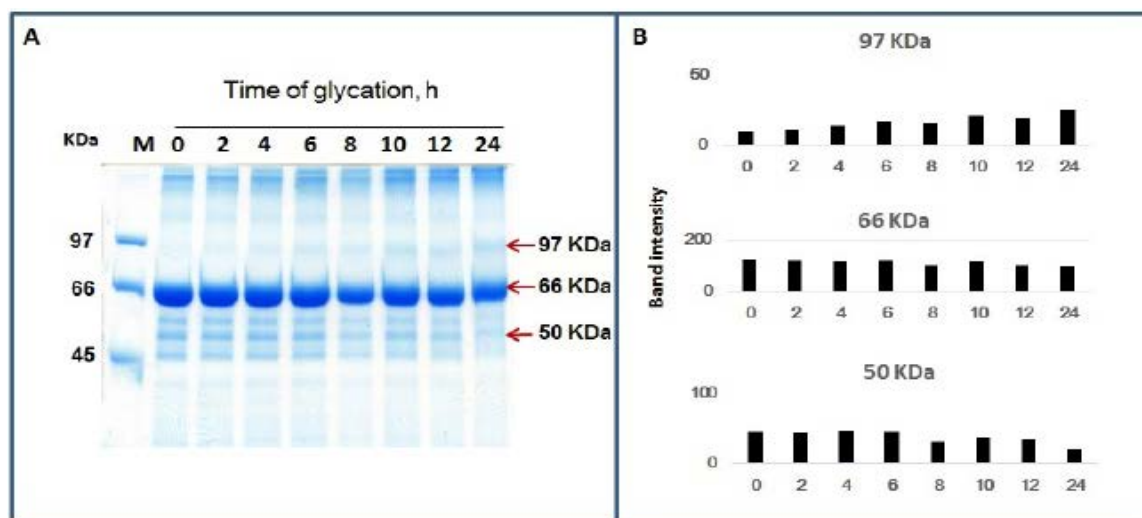 A
Time of glycation, h
KDa M 0 2 4 6 8 10 12 24
97
66
45
97 KDa
66 KDa
50 KDa
B
Band intensity
97 KDa
50
0
0 2 4 6 8 10 12 24
66 KDa
200
0
0 2 4 6 8 10 12 24
50 KDa
100
0
0 2 4 6 8 10 12 24